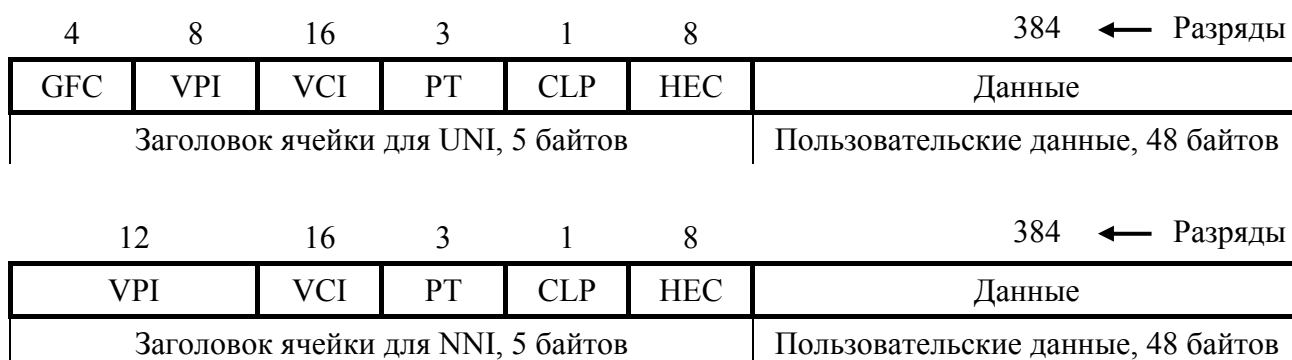 4 8 16 3 1 8 384 Разряды
GFC VPI VCI PT CLP HEC Данные
Заголовок ячейки для UNI, 5 байтов Пользовательские данные, 48 байтов
12 16 3 1 8 384 Разряды
VPI VCI PT CLP HEC Данные
Заголовок ячейки для NNI, 5 байтов Пользовательские данные, 48 байтов